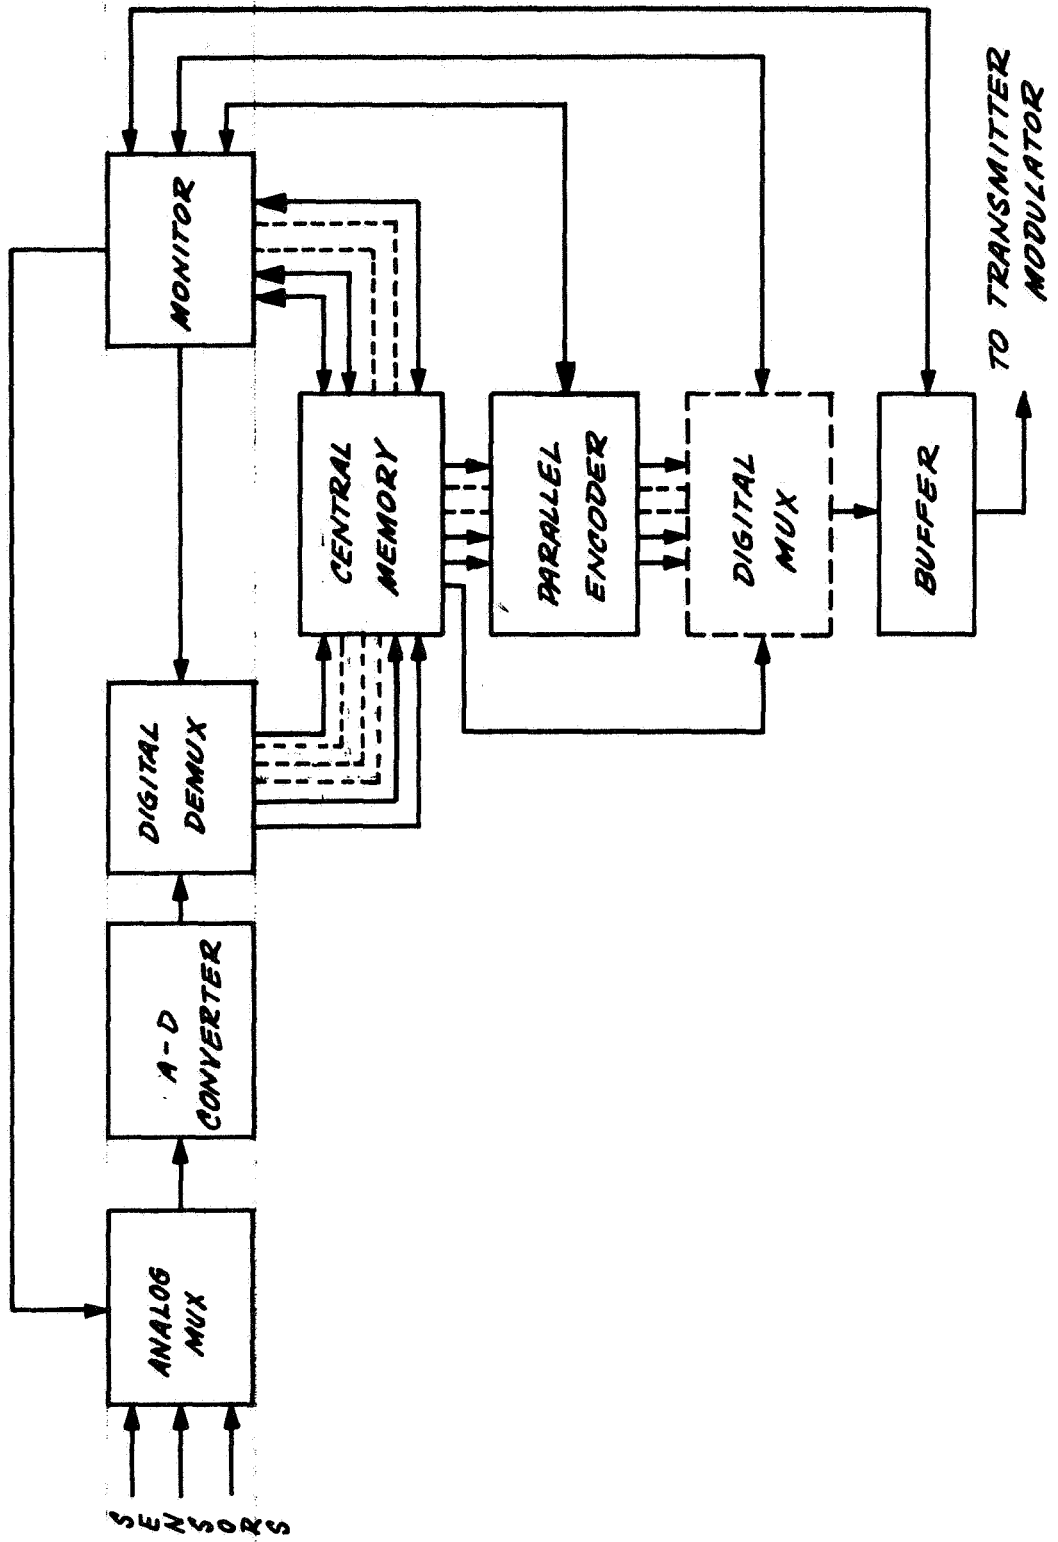 SENSORS
ANALOG
MUX
A-D
CONVERTER
DIGITAL
DEMUX
MONITOR
CENTRAL
MEMORY
PARALLEL
ENCODER
DIGITAL
MUX
BUFFER
TO TRANSMITTER
MODULATOR